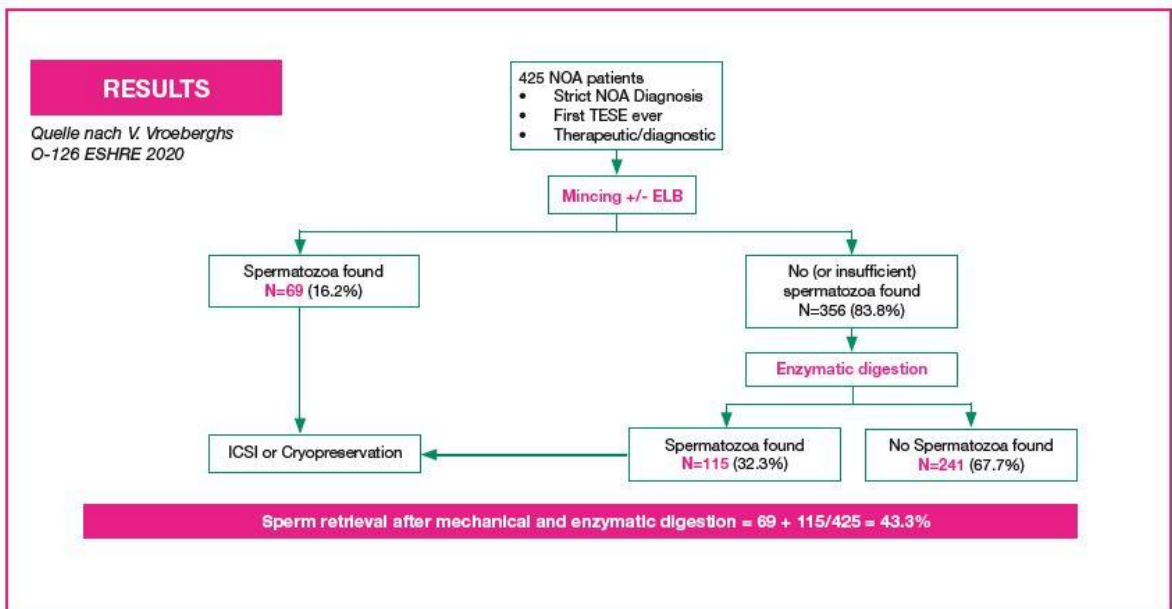 RESULTS
Quelle nach V. Vroeberghs
O-126 ESHRE 2020
425 NOA patients
• Strict NOA Diagnosis
• First TESE ever
• Therapeutic/diagnostic
Mincing +/- ELB
Spermatozoa found
N=69 (16.2%)
No (or insufficient)
spermatozoa found
N=356 (83.8%)
Enzymatic digestion
ICSI or Cryopreservation
Spermatozoa found
N=115 (32.3%)
No Spermatozoa found
N=241 (67.7%)
Sperm retrieval after mechanical and enzymatic digestion = 69 + 115/425 = 43.3%